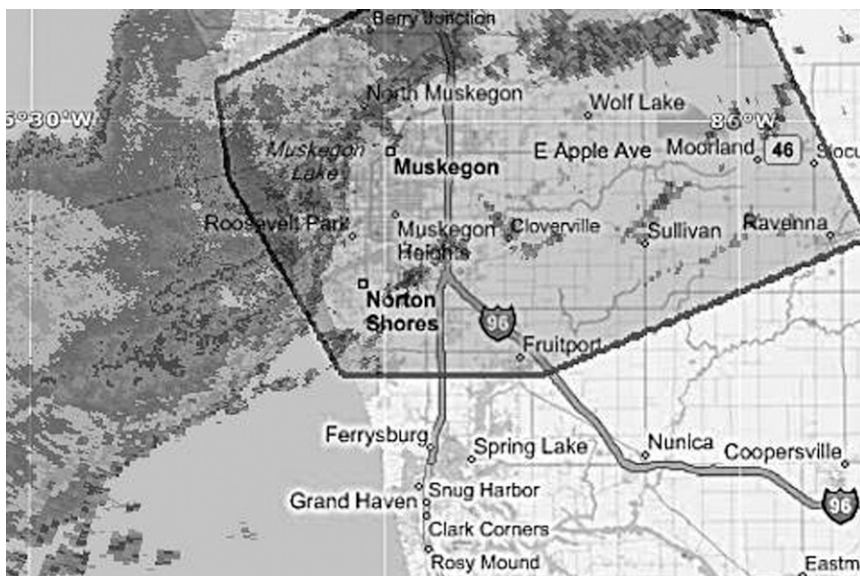 Berry Junction
North Muskegon
Wolf Lake
86°W
Muskegon
Lake
Muskegon
E Apple Ave
Moorland
46
Roosevelt Park
Muskegon
Heights
Cloverville
Sullivan
Ravenna
Norton
Shores
96
Fruitport
Ferrysburg
Spring Lake
Nunica
Coopersville
Grand Haven
Snug Harbor
96
Clark Corners
Rosy Mound